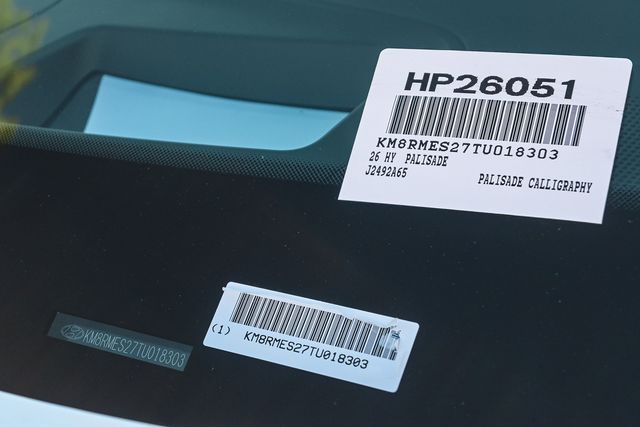 HP26051
KM8RMES27TU018303
26 HY PALISADE
J2492A65
PALISADE CALLIGRAPHY
(1) KM8RMES27TU018303
KM8RMES27TU018303